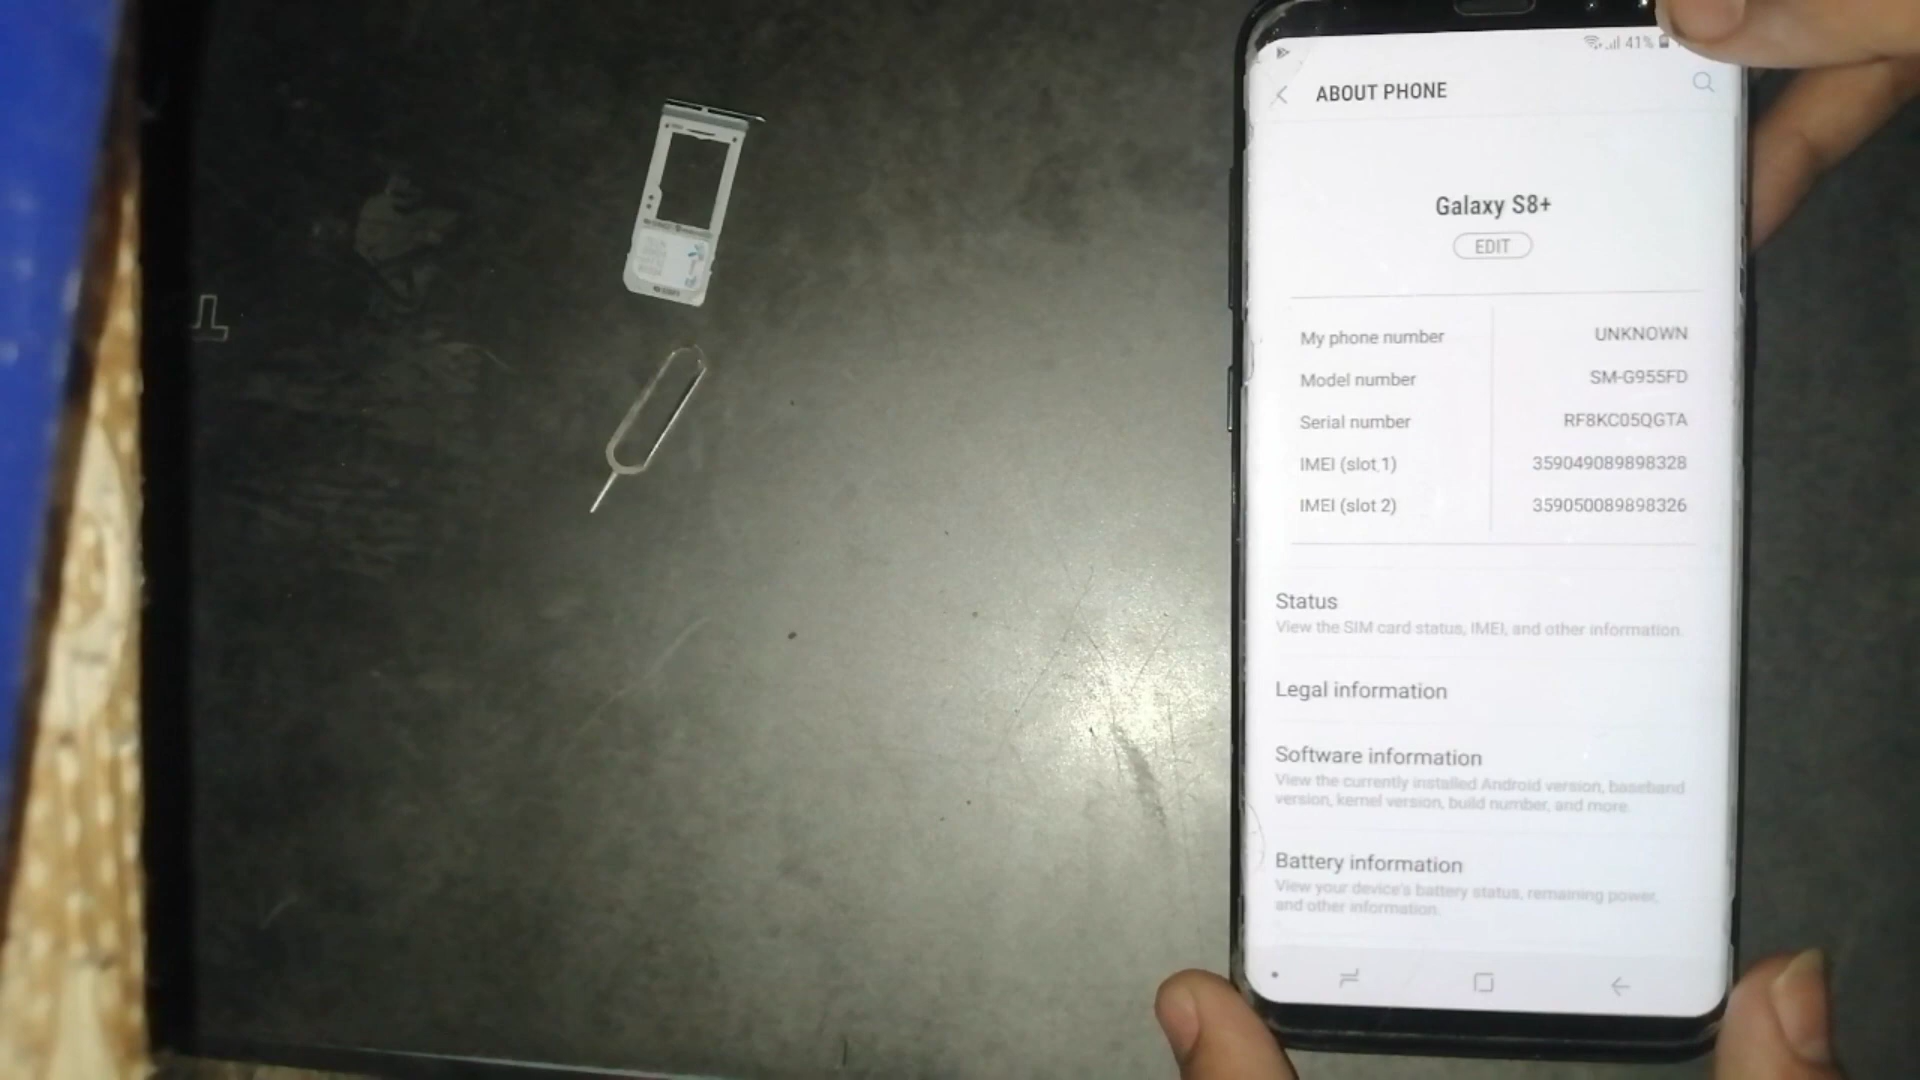 41%
ABOUT PHONE
Galaxy S8+
EDIT
My phone number UNKNOWN
Model number SM-G955FD
Serial number RF8KC05QGTA
IMEI (slot 1) 359049089898328
IMEI (slot 2) 359050089898326
Status
View the SIM card status, IMEI, and other information.
Legal information
Software information
View the currently installed Android version, baseband
version, kernel version, build number, and more.
Battery information
View your device's battery status, remaining power,
and other information.